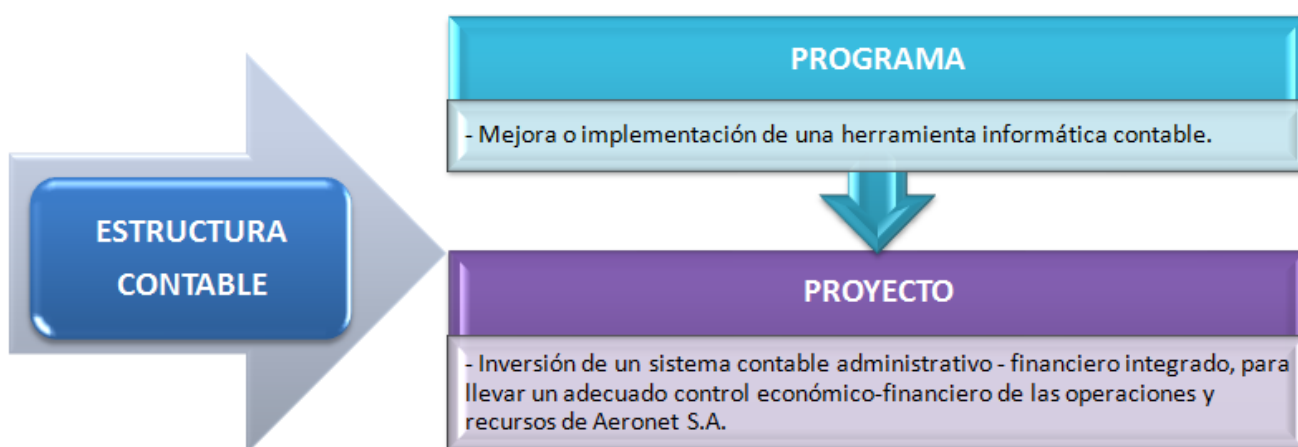 ESTRUCTURA
CONTABLE
PROGRAMA
- Mejora o implementación de una herramienta informática contable.
PROYECTO
- Inversión de un sistema contable administrativo - financiero integrado, para
llevar un adecuado control económico-financiero de las operaciones y
recursos de Aeronet S.A.